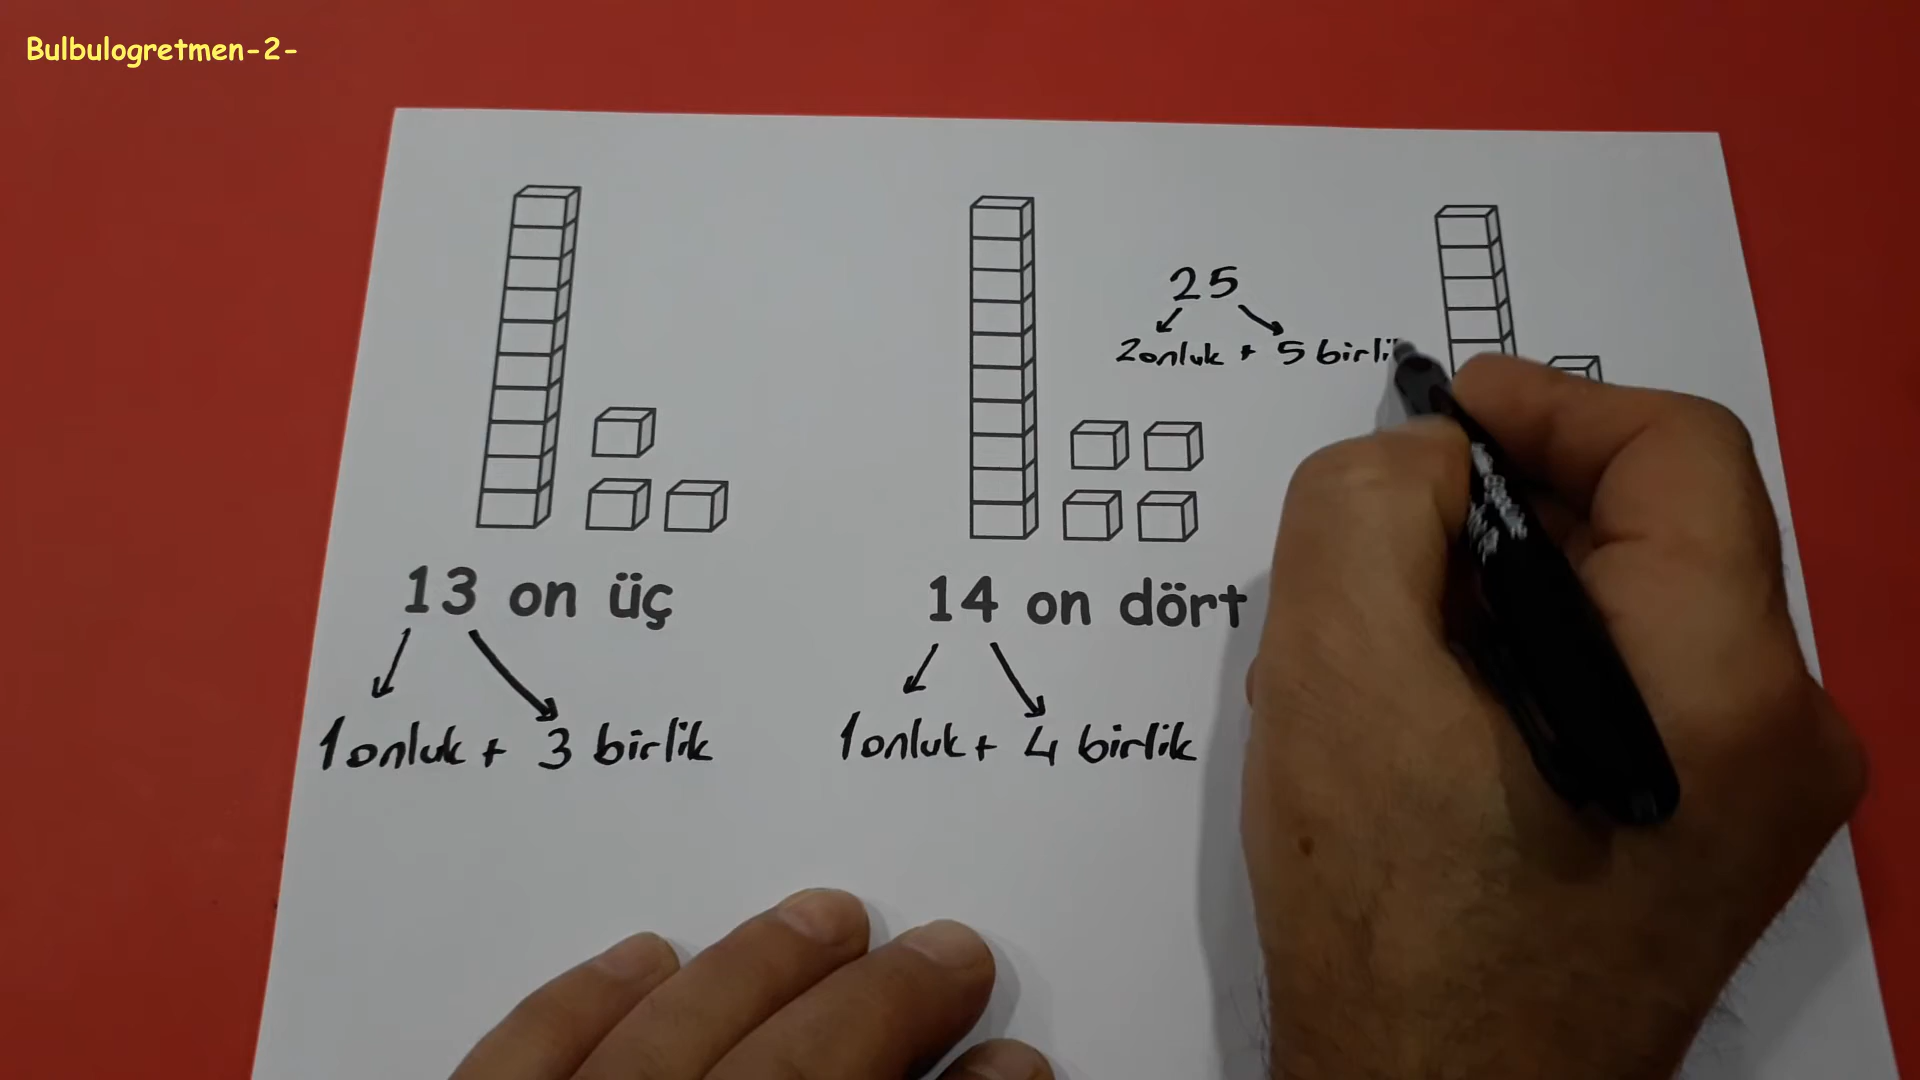 Bulbulogretmen-2-
25
2onluk + 5 birli
13 on üç
14 on dört
1onluk + 3 birlik
1onluk + 4 birlik